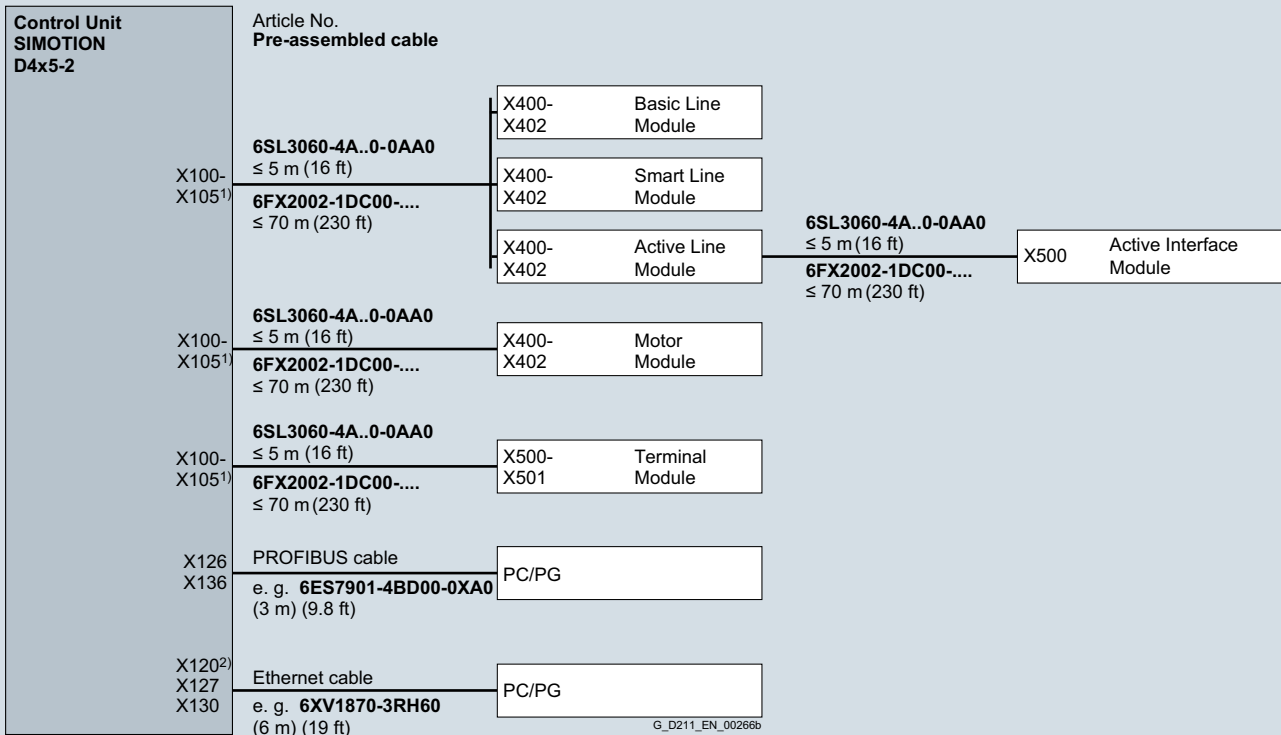 Control Unit
SIMOTION
D4x5-2
Article No.
Pre-assembled cable
X400-
X402
Basic Line
Module
6SL3060-4A..0-0AA0
≤ 5 m (16 ft)
X100-
X105¹⁾
6FX2002-1DC00-....
≤ 70 m (230 ft)
X400-
X402
Smart Line
Module
X400-
X402
Active Line
Module
6SL3060-4A..0-0AA0
≤ 5 m (16 ft)
6FX2002-1DC00-....
≤ 70 m (230 ft)
X500
Active Interface
Module
X100-
X105¹⁾
6SL3060-4A..0-0AA0
≤ 5 m (16 ft)
6FX2002-1DC00-....
≤ 70 m (230 ft)
X400-
X402
Motor
Module
X100-
X105¹⁾
6SL3060-4A..0-0AA0
≤ 5 m (16 ft)
6FX2002-1DC00-....
≤ 70 m (230 ft)
X500-
X501
Terminal
Module
X126
X136
PROFIBUS cable
e. g. 6ES7901-4BD00-0XA0
(3 m) (9.8 ft)
PC/PG
X120²⁾
X127
X130
Ethernet cable
e. g. 6XV1870-3RH60
(6 m) (19 ft)
PC/PG
G_D211_EN_00266b